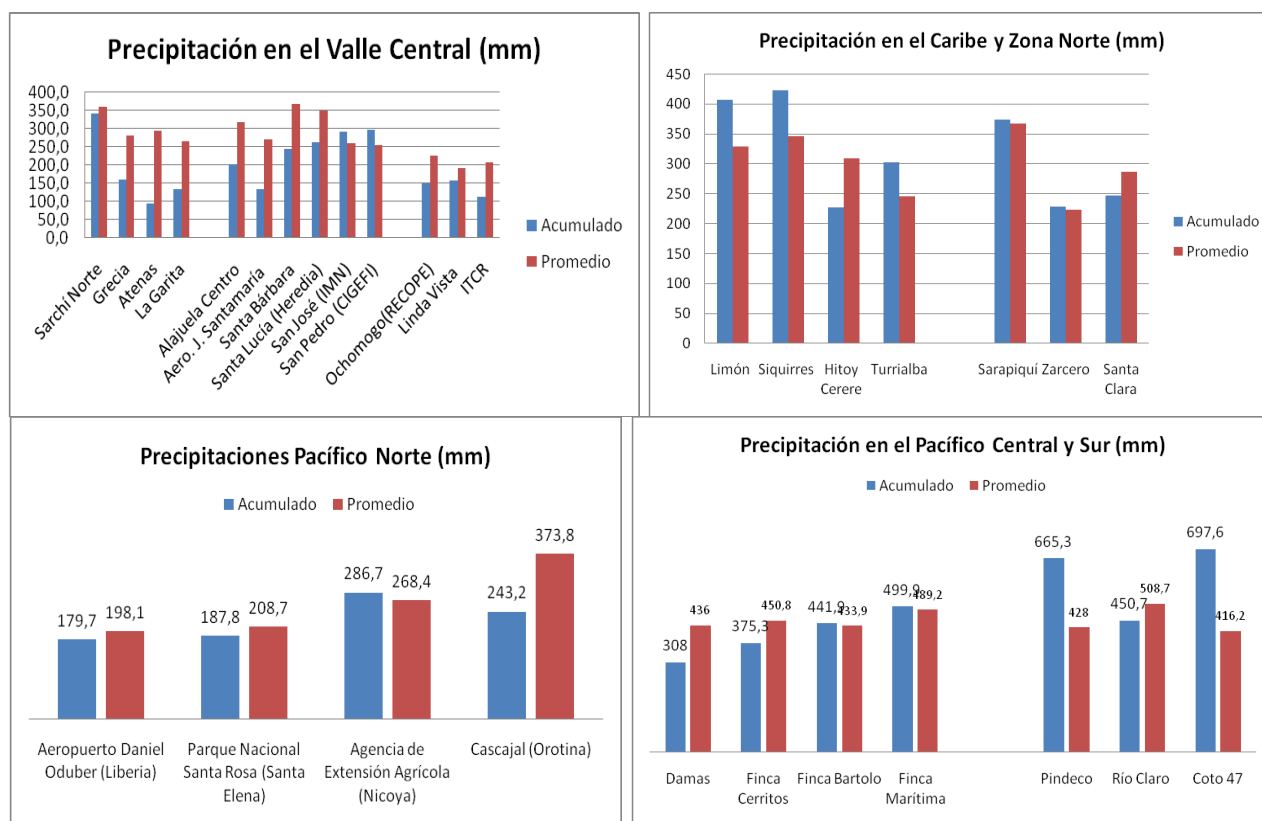 Precipitación en el Valle Central (mm)
400,0
350,0
300,0
250,0
200,0
150,0
100,0
50,0
0,0
Acumulado
Promedio
Sarchí Norte
Grecia
Atenas
La Garita
Alajuela Centro
Aero. J. Santamaría
Santa Bárbara
Santa Lucía (Heredia)
San José (IMN)
San Pedro (CIGEFI)
Ochomogo(RECOPE)
Linda Vista
ITCR
Precipitación en el Caribe y Zona Norte (mm)
450
400
350
300
250
200
150
100
50
0
Acumulado
Promedio
Limón Siquirres Hitoy Turrialba Sarapiquí Zarcero Santa
Cerere Clara
Precipitaciones Pacífico Norte (mm)
Acumulado Promedio
373,8
286,7
268,4
243,2
208,7
198,1
187,8
179,7
Aeropuerto Daniel Parque Nacional Agencia de Cascajal (Orotina)
Oduber (Liberia) Santa Rosa (Santa Extensión Agrícola
Elena) (Nicoya)
Precipitación en el Pacífico Central y Sur (mm)
Acumulado Promedio
697,6
665,3
508,7
499,9 489,2
450,8 441,9 433,9 450,7
436 428 416,2
375,3
308
Damas Finca Finca Bartolo Finca Pindeco Río Claro Coto 47
Cerritos Marítima